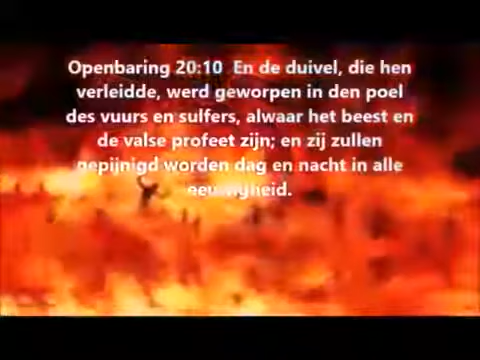 Openbaring 20:10 En de duivel, die hen
verleidde, werd geworpen in den poel
des vuurs en sulfers, alwaar het beest en
de valse profeet zijn; en zij zullen
gepijnigd worden dag en nacht in alle
eeuwigheid.